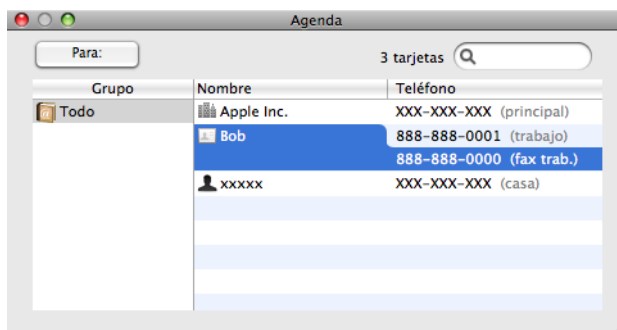 Agenda
Para:
3 tarjetas
Grupo Nombre Teléfono
Todo Apple Inc. XXX-XXX-XXX (principal)
Bob 888-888-0001 (trabajo)
888-888-0000 (fax trab.)
xxxxx XXX-XXX-XXX (casa)